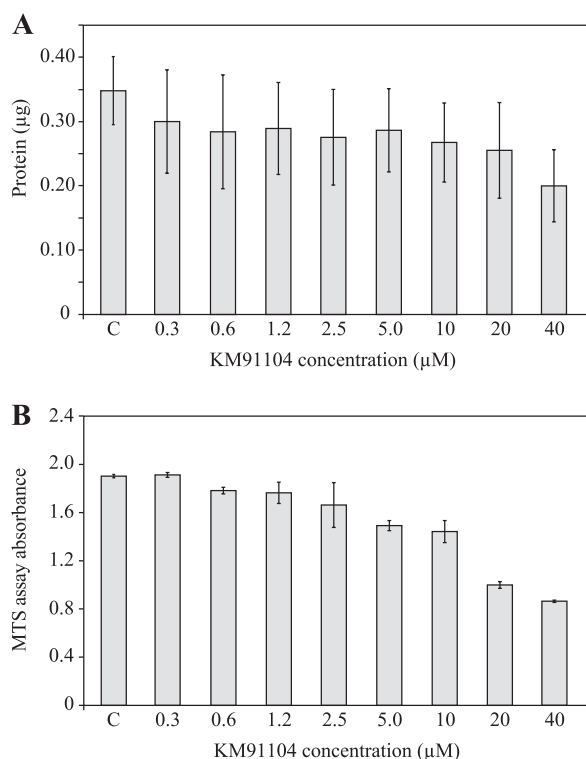 A
Protein (µg)
0.40
0.30
0.20
0.10
0
C 0.3 0.6 1.2 2.5 5.0 10 20 40
KM91104 concentration (µM)
B
MTS assay absorbance
2.4
2.0
1.6
1.2
0.8
0.4
0
C 0.3 0.6 1.2 2.5 5.0 10 20 40
KM91104 concentration (µM)